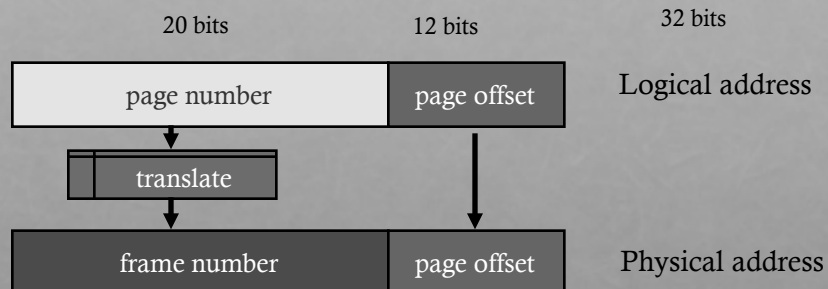 20 bits 12 bits 32 bits
page number page offset Logical address
translate
frame number page offset Physical address